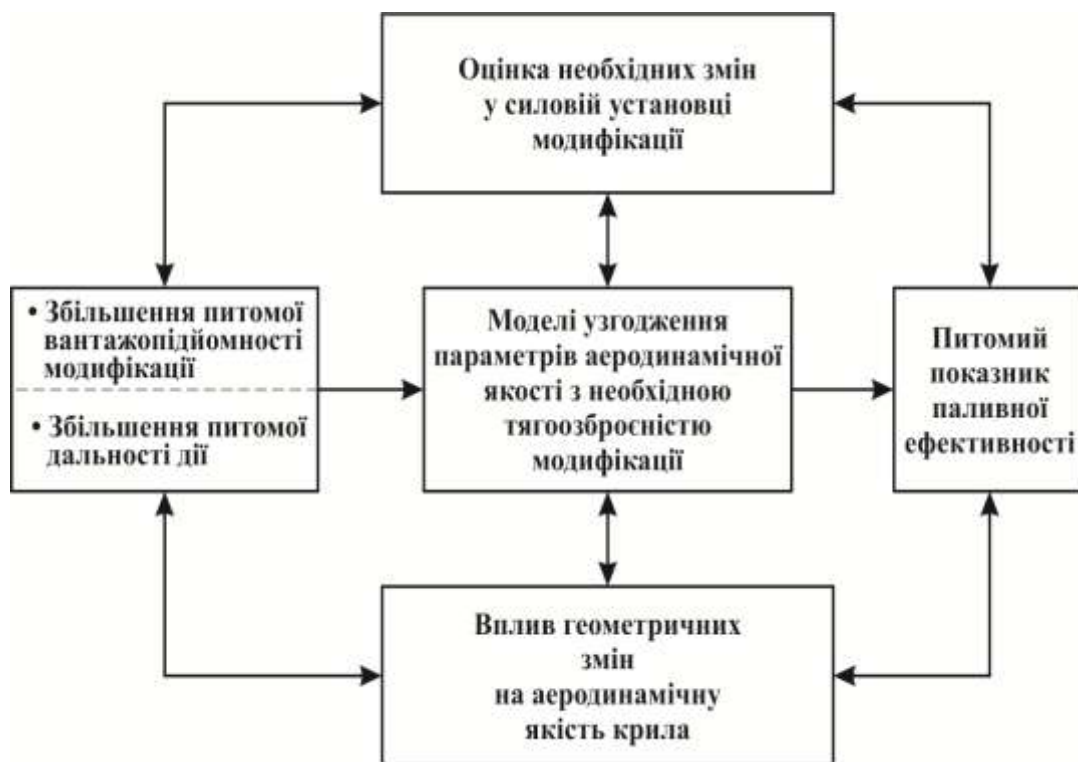 Оцінка необхідних змін
у силовій установці
модифікації
• Збільшення питомої
вантажопідйомності
модифікації
• Збільшення питомої
дальності дії
Моделі узгодження
параметрів аеродинамічної
якості з необхідною
тягоозброєністю
модифікації
Питомий
показник
паливної
ефективності
Вплив геометричних
змін
на аеродинамічну
якість крила